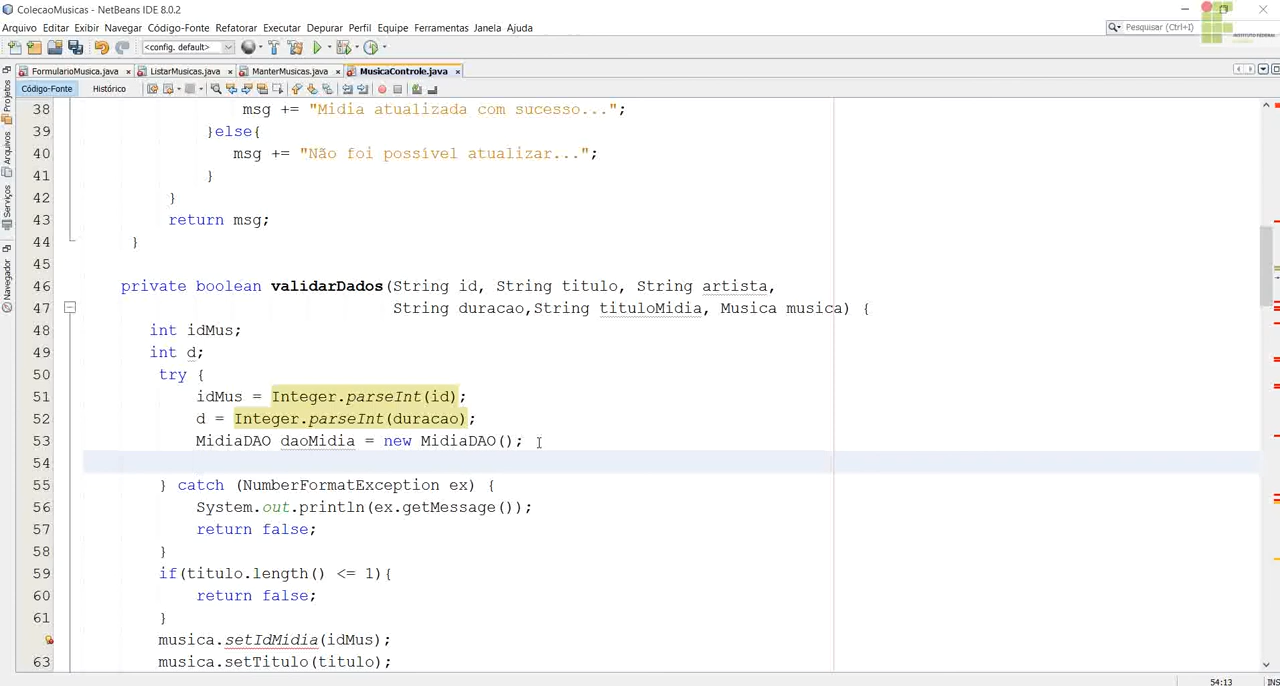 ColecaoMusicas - NetBeans IDE 8.0.2
Arquivo Editar Exibir Navegar Código-Fonte Refatorar Executar Depurar Perfil Equipe Ferramentas Janela Ajuda
Pesquisar (Ctrl+I)
<config. default>
FormularioMusica.java ListarMusicas.java ManterMusicas.java MusicaControle.java
Código-Fonte Histórico
Projetos
Arquivos
Serviços
Navegador
38 msg += "Midia atualizada com sucesso...";
39 }else{
40 msg += "Não foi possível atualizar...";
41 }
42 }
43 return msg;
44 }
45
46 private boolean validarDados(String id, String titulo, String artista,
47 String duracao,String tituloMidia, Musica musica) {
48 int idMus;
49 int d;
50 try {
51 idMus = Integer.parseInt(id);
52 d = Integer.parseInt(duracao);
53 MidiaDAO daoMidia = new MidiaDAO();
54
55 } catch (NumberFormatException ex) {
56 System.out.println(ex.getMessage());
57 return false;
58 }
59 if(titulo.length() <= 1){
60 return false;
61 }
musica.setIdMidia(idMus);
63 musica.setTitulo(titulo);
54:13 INS